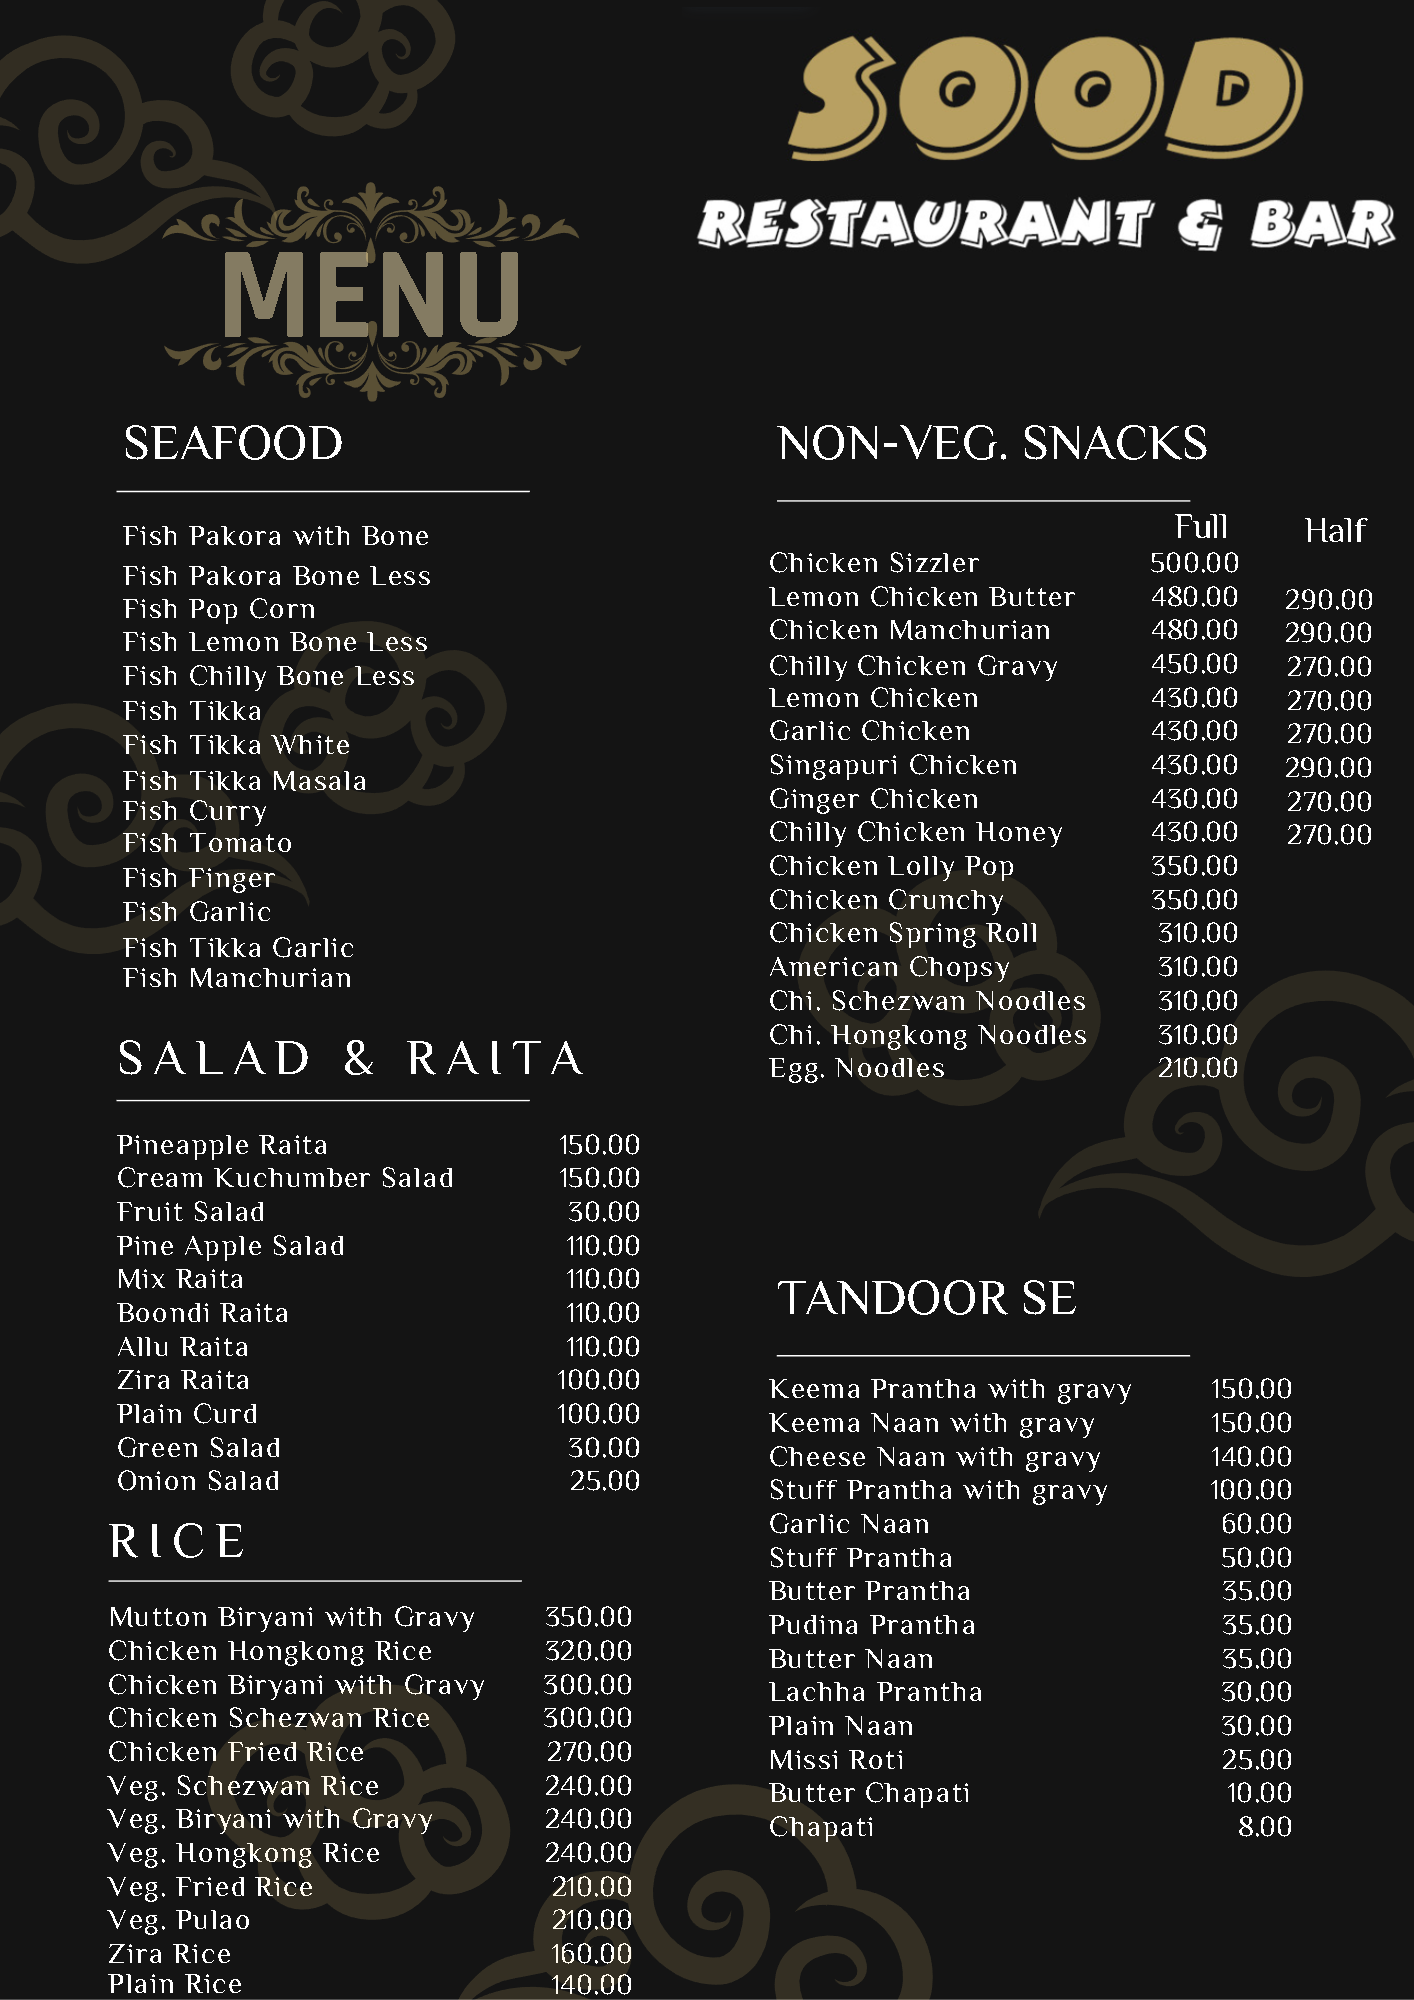 SOOD
RESTAURANT & BAR
MENU
SEAFOOD
Fish Pakora with Bone
Fish Pakora Bone Less
Fish Pop Corn
Fish Lemon Bone Less
Fish Chilly Bone Less
Fish Tikka
Fish Tikka White
Fish Tikka Masala
Fish Curry
Fish Tomato
Fish Finger
Fish Garlic
Fish Tikka Garlic
Fish Manchurian
SALAD & RAITA
Pineapple Raita 150.00
Cream Kuchumber Salad 150.00
Fruit Salad 30.00
Pine Apple Salad 110.00
Mix Raita 110.00
Boondi Raita 110.00
Allu Raita 110.00
Zira Raita 100.00
Plain Curd 100.00
Green Salad 30.00
Onion Salad 25.00
RICE
Mutton Biryani with Gravy 350.00
Chicken Hongkong Rice 320.00
Chicken Biryani with Gravy 300.00
Chicken Schezwan Rice 300.00
Chicken Fried Rice 270.00
Veg. Schezwan Rice 240.00
Veg. Biryani with Gravy 240.00
Veg. Hongkong Rice 240.00
Veg. Fried Rice 210.00
Veg. Pulao 210.00
Zira Rice 160.00
Plain Rice 140.00
NON-VEG. SNACKS
Full Half
Chicken Sizzler 500.00
Lemon Chicken Butter 480.00 290.00
Chicken Manchurian 480.00 290.00
Chilly Chicken Gravy 450.00 270.00
Lemon Chicken 430.00 270.00
Garlic Chicken 430.00 270.00
Singapuri Chicken 430.00 290.00
Ginger Chicken 430.00 270.00
Chilly Chicken Honey 430.00 270.00
Chicken Lolly Pop 350.00
Chicken Crunchy 350.00
Chicken Spring Roll 310.00
American Chopsy 310.00
Chi. Schezwan Noodles 310.00
Chi. Hongkong Noodles 310.00
Egg. Noodles 210.00
TANDOOR SE
Keema Prantha with gravy 150.00
Keema Naan with gravy 150.00
Cheese Naan with gravy 140.00
Stuff Prantha with gravy 100.00
Garlic Naan 60.00
Stuff Prantha 50.00
Butter Prantha 35.00
Pudina Prantha 35.00
Butter Naan 35.00
Lachha Prantha 30.00
Plain Naan 30.00
Missi Roti 25.00
Butter Chapati 10.00
Chapati 8.00